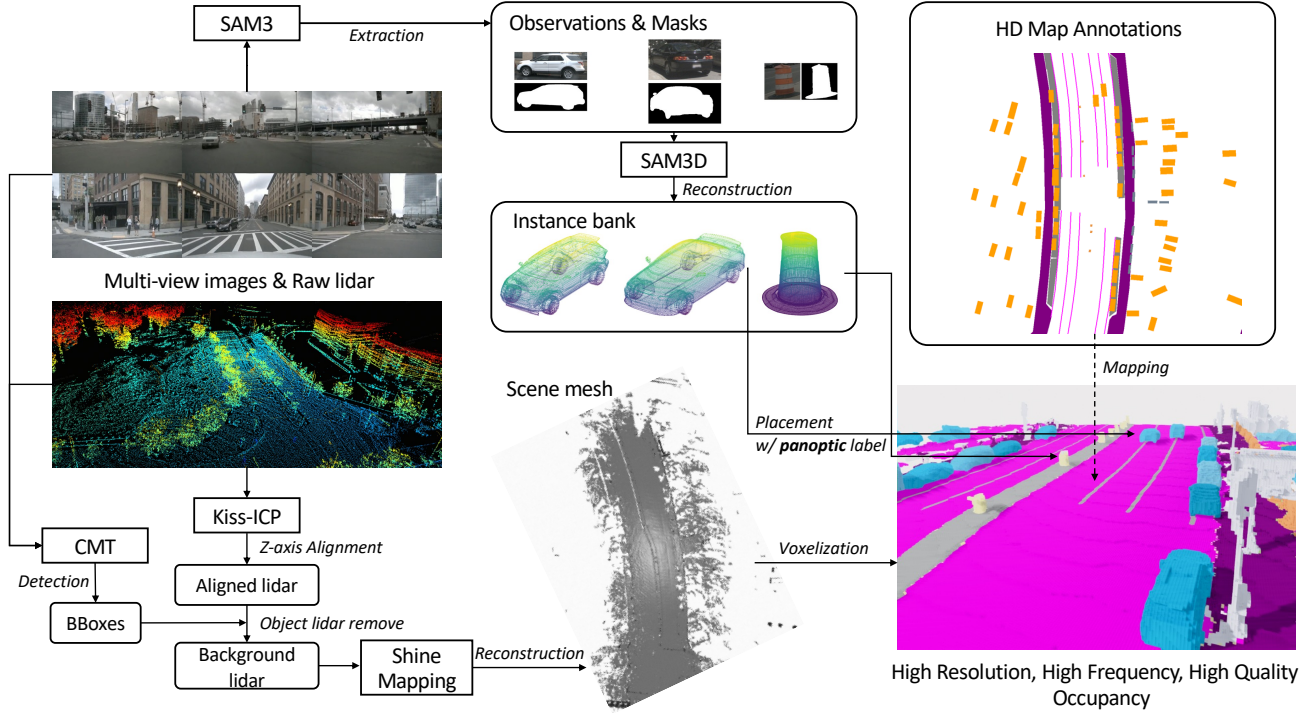 SAM3
Extraction
Observations & Masks
HD Map Annotations
SAM3D
Reconstruction
Multi-view images & Raw lidar
Instance bank
Mapping
Scene mesh
Placement
w/ panoptic label
Kiss-ICP
Z-axis Alignment
CMT
Detection
Aligned lidar
Voxelization
BBoxes
Object lidar remove
Background
lidar
Shine
Mapping
Reconstruction
High Resolution, High Frequency, High Quality
Occupancy